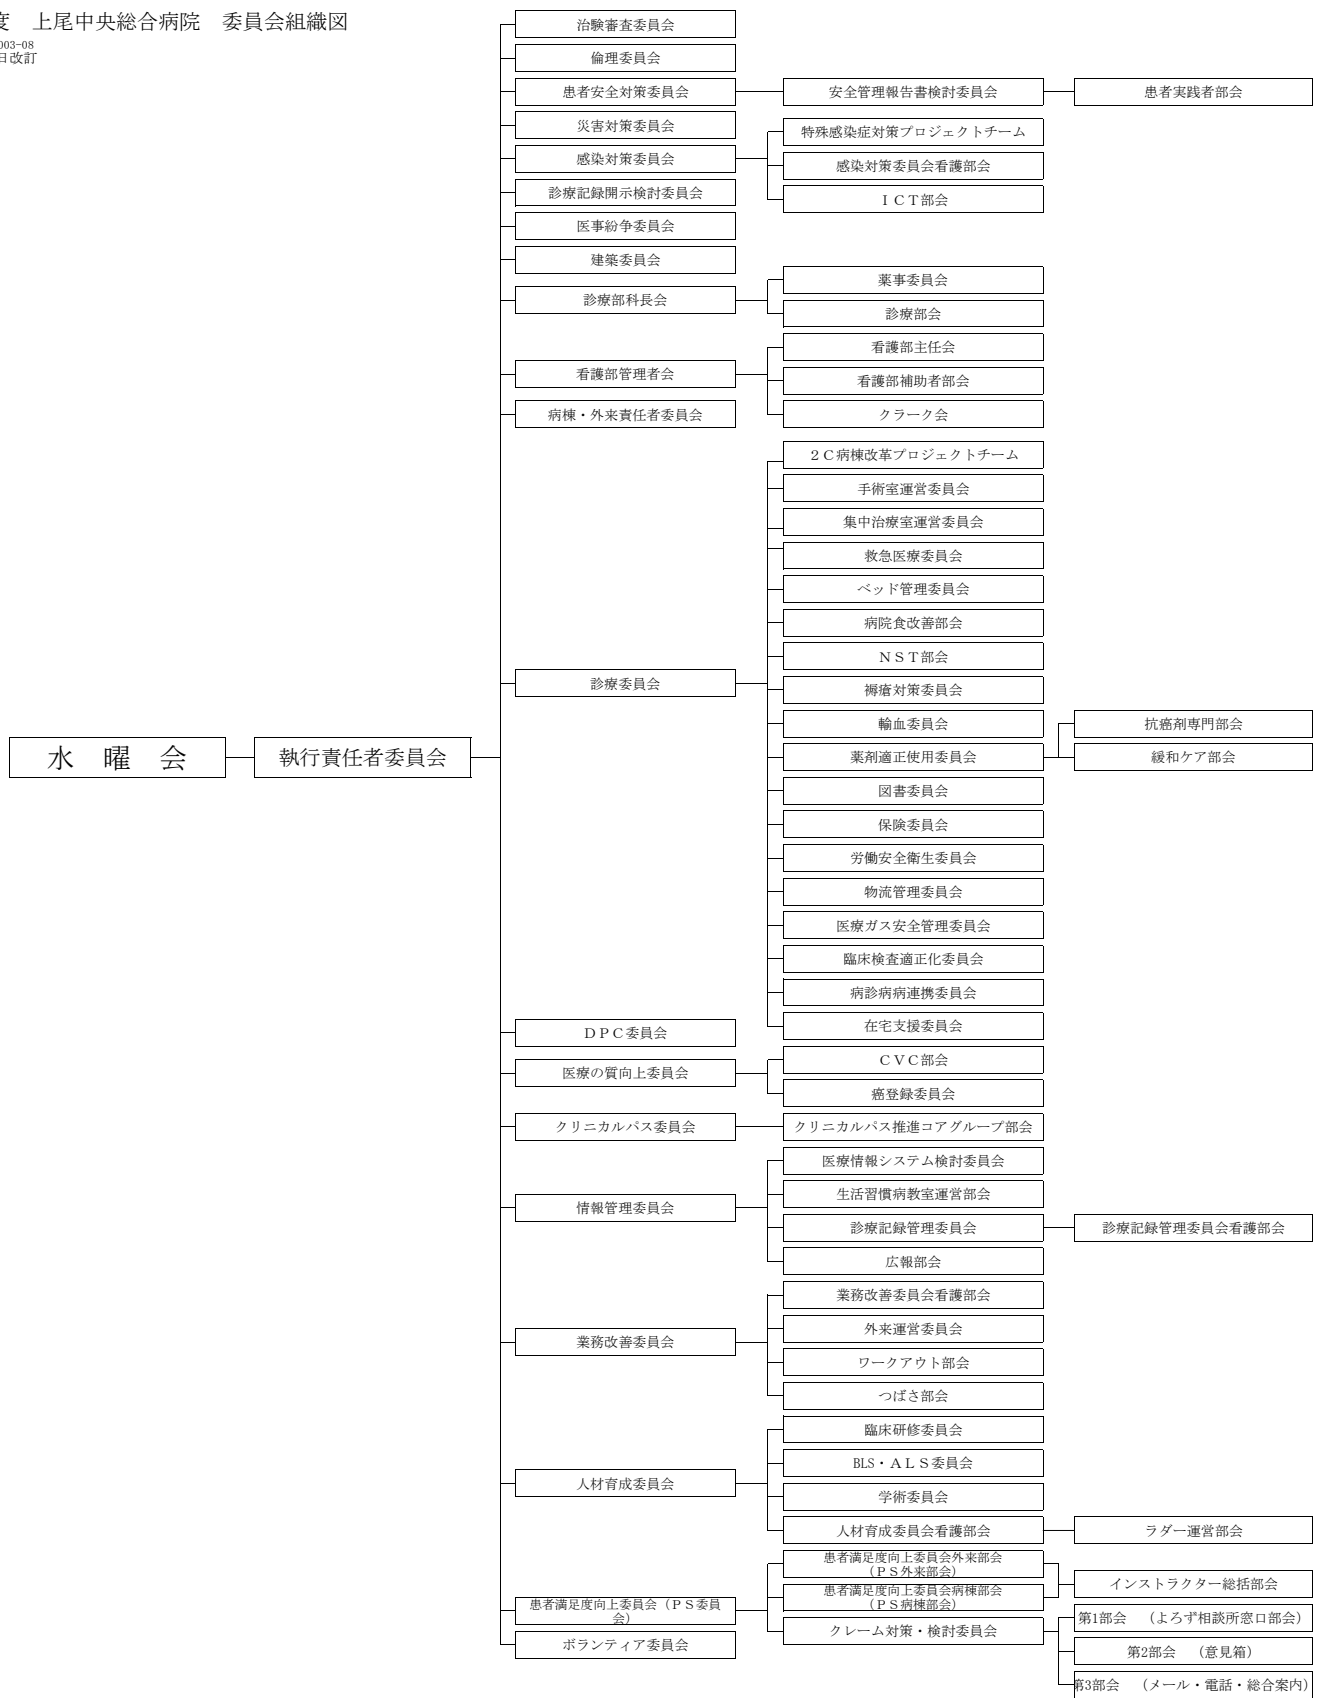 度　上尾中央総合病院　委員会組織図
003-08
日改訂
水　曜　会
執行責任者委員会
治験審査委員会
倫理委員会
患者安全対策委員会
安全管理報告書検討委員会
患者実践者部会
災害対策委員会
感染対策委員会
特殊感染症対策プロジェクトチーム
感染対策委員会看護部会
ＩＣＴ部会
診療記録開示検討委員会
医事紛争委員会
建築委員会
診療部科長会
薬事委員会
診療部会
看護部管理者会
看護部主任会
看護部補助者部会
クラーク会
病棟・外来責任者委員会
診療委員会
２Ｃ病棟改革プロジェクトチーム
手術室運営委員会
集中治療室運営委員会
救急医療委員会
ベッド管理委員会
病院食改善部会
ＮＳＴ部会
褥瘡対策委員会
輸血委員会
薬剤適正使用委員会
抗癌剤専門部会
緩和ケア部会
図書委員会
保険委員会
労働安全衛生委員会
物流管理委員会
医療ガス安全管理委員会
臨床検査適正化委員会
病診病病連携委員会
在宅支援委員会
ＤＰＣ委員会
医療の質向上委員会
ＣＶＣ部会
癌登録委員会
クリニカルパス委員会
クリニカルパス推進コアグループ部会
情報管理委員会
医療情報システム検討委員会
生活習慣病教室運営部会
診療記録管理委員会
診療記録管理委員会看護部会
広報部会
業務改善委員会
業務改善委員会看護部会
外来運営委員会
ワークアウト部会
つばさ部会
人材育成委員会
臨床研修委員会
BLS・ＡＬＳ委員会
学術委員会
人材育成委員会看護部会
ラダー運営部会
患者満足度向上委員会（ＰＳ委員
会）
患者満足度向上委員会外来部会
（ＰＳ外来部会）
患者満足度向上委員会病棟部会
（ＰＳ病棟部会）
インストラクター総括部会
クレーム対策・検討委員会
第1部会　（よろず相談所窓口部会）
第2部会　（意見箱）
第3部会　（メール・電話・総合案内）
ボランティア委員会